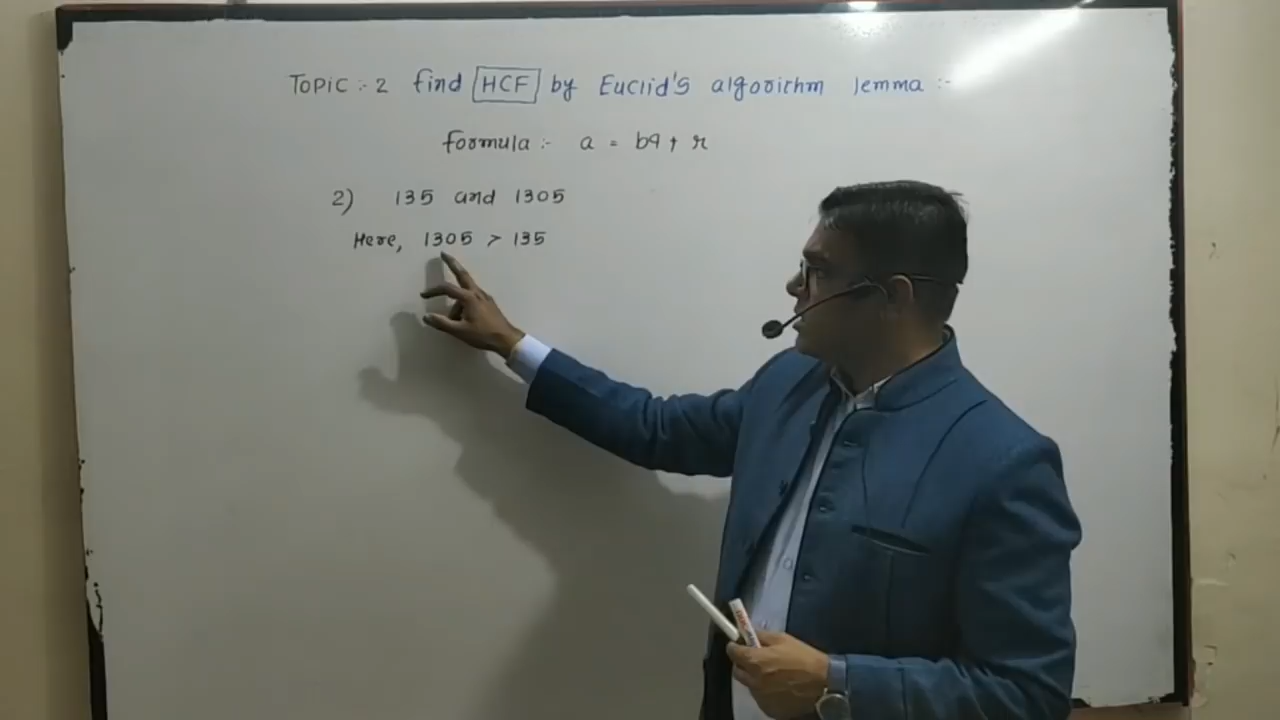 TOPIC :- 2 find HCF by Euclid's algorithm lemma :-
formula :- a = bq + r
2) 135 and 1305
Here, 1305 > 135